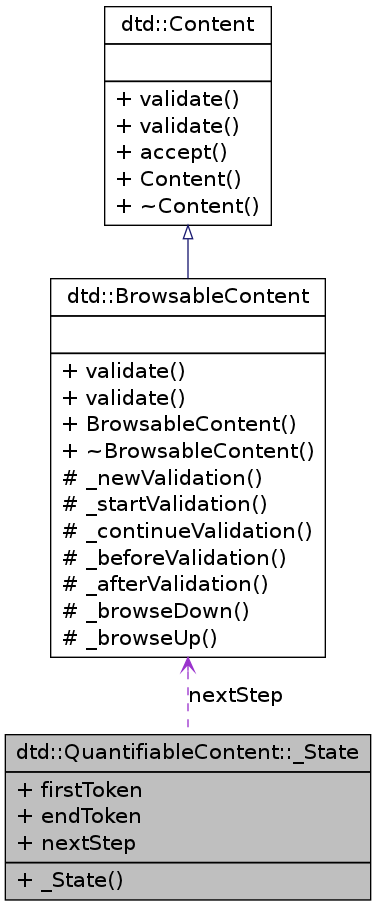 dtd::Content
+ validate()
+ validate()
+ accept()
+ Content()
+ ~Content()
dtd::BrowsableContent
+ validate()
+ validate()
+ BrowsableContent()
+ ~BrowsableContent()
# _newValidation()
# _startValidation()
# _continueValidation()
# _beforeValidation()
# _afterValidation()
# _browseDown()
# _browseUp()
nextStep
dtd::QuantifiableContent::_State
+ firstToken
+ endToken
+ nextStep
+ _State()